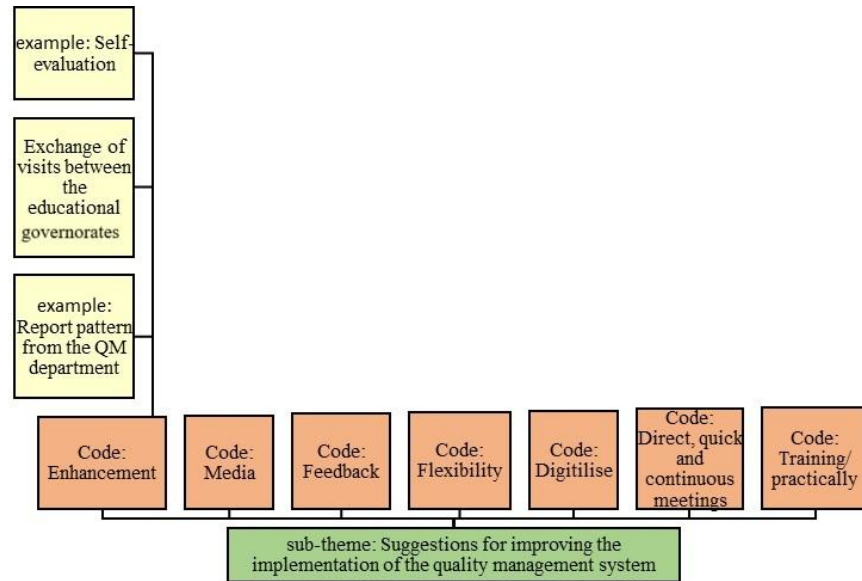 example: Self-
evaluation
Exchange of
visits between
the
educational
governorates
example:
Report pattern
from the QM
department
Code:
Enhancement
Code:
Media
Code:
Feedback
Code:
Flexibility
Code:
Digitilise
Code:
Direct, quick
and
continuous
meetings
Code:
Training/
practically
sub-theme: Suggestions for improving the
implementation of the quality management system